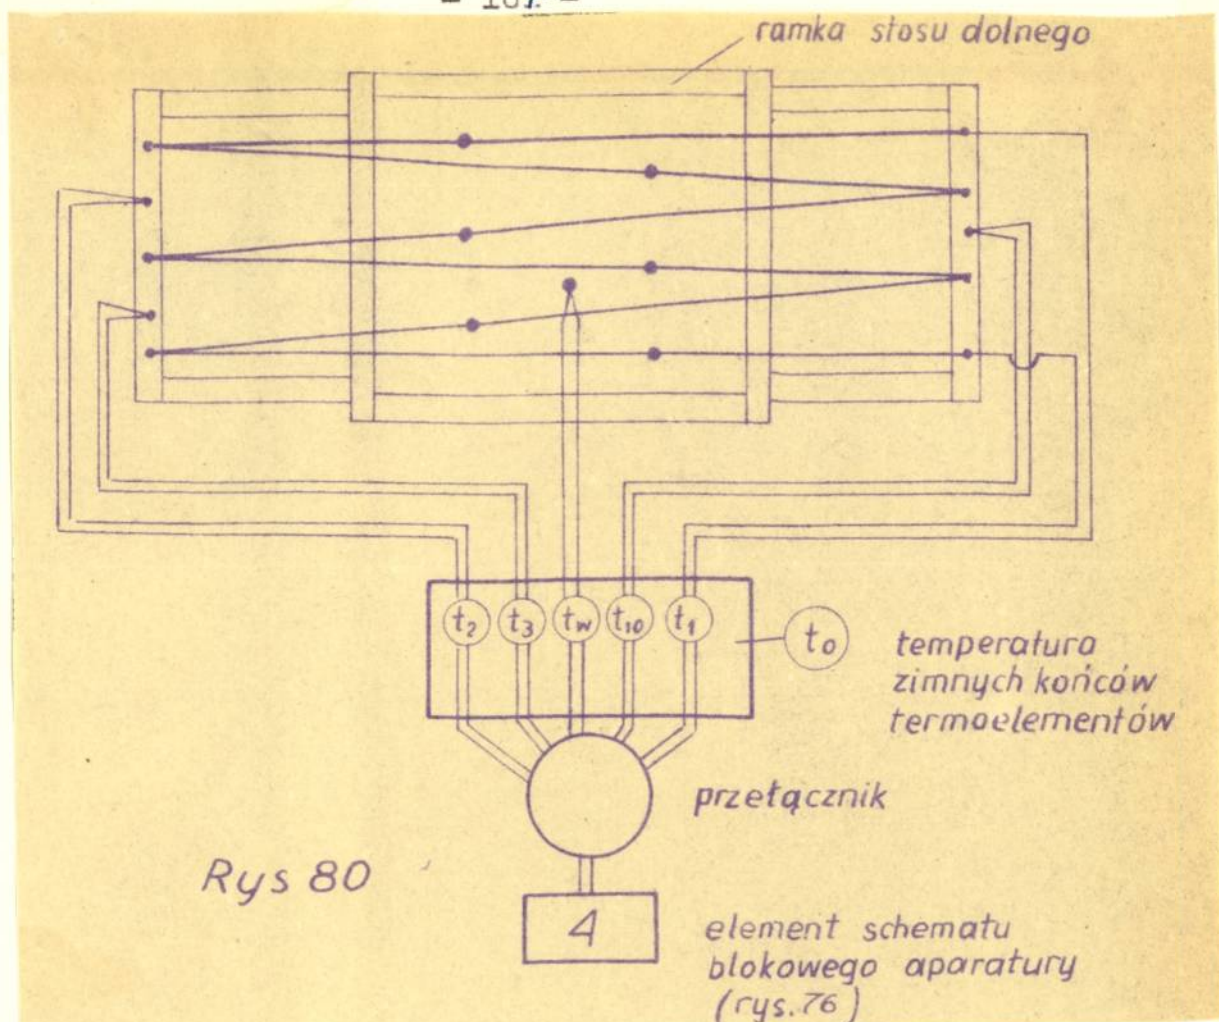 ramka stosu dolnego
t₂ t₃ tw t₁₀ t₁
t₀
temperatura
zimnych końców
termoelementów
przełącznik
Rys 80
4
element schematu
blokowego aparatury
(rys. 76)